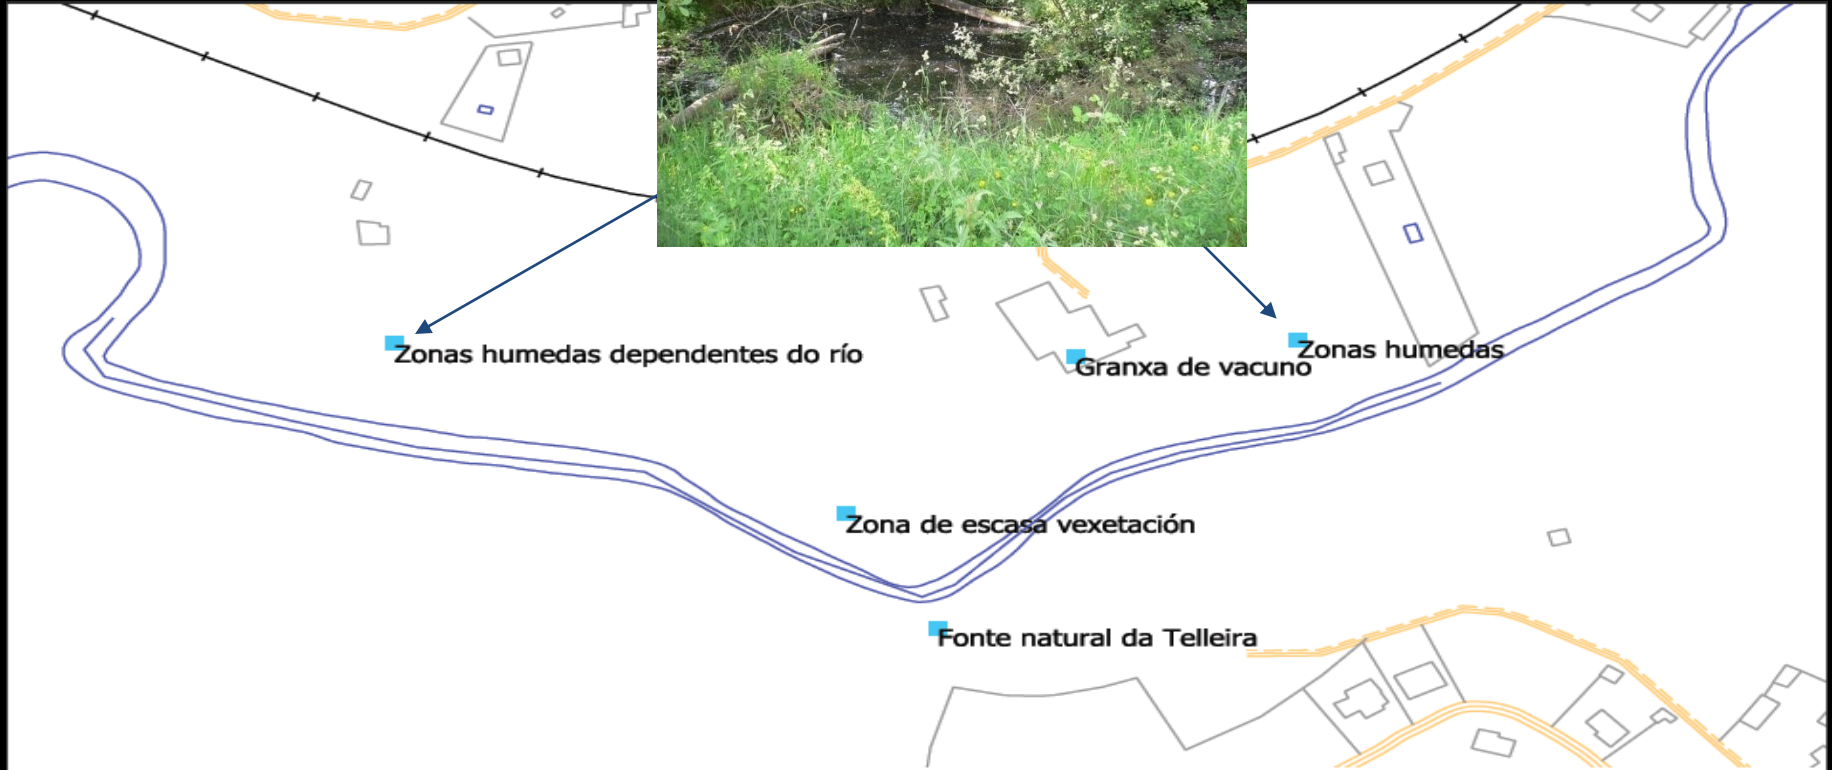 Zonas humedas dependentes do río
Zonas humedas
Granxa de vacuno
Zona de escasa vexetación
Fonte natural da Telleira